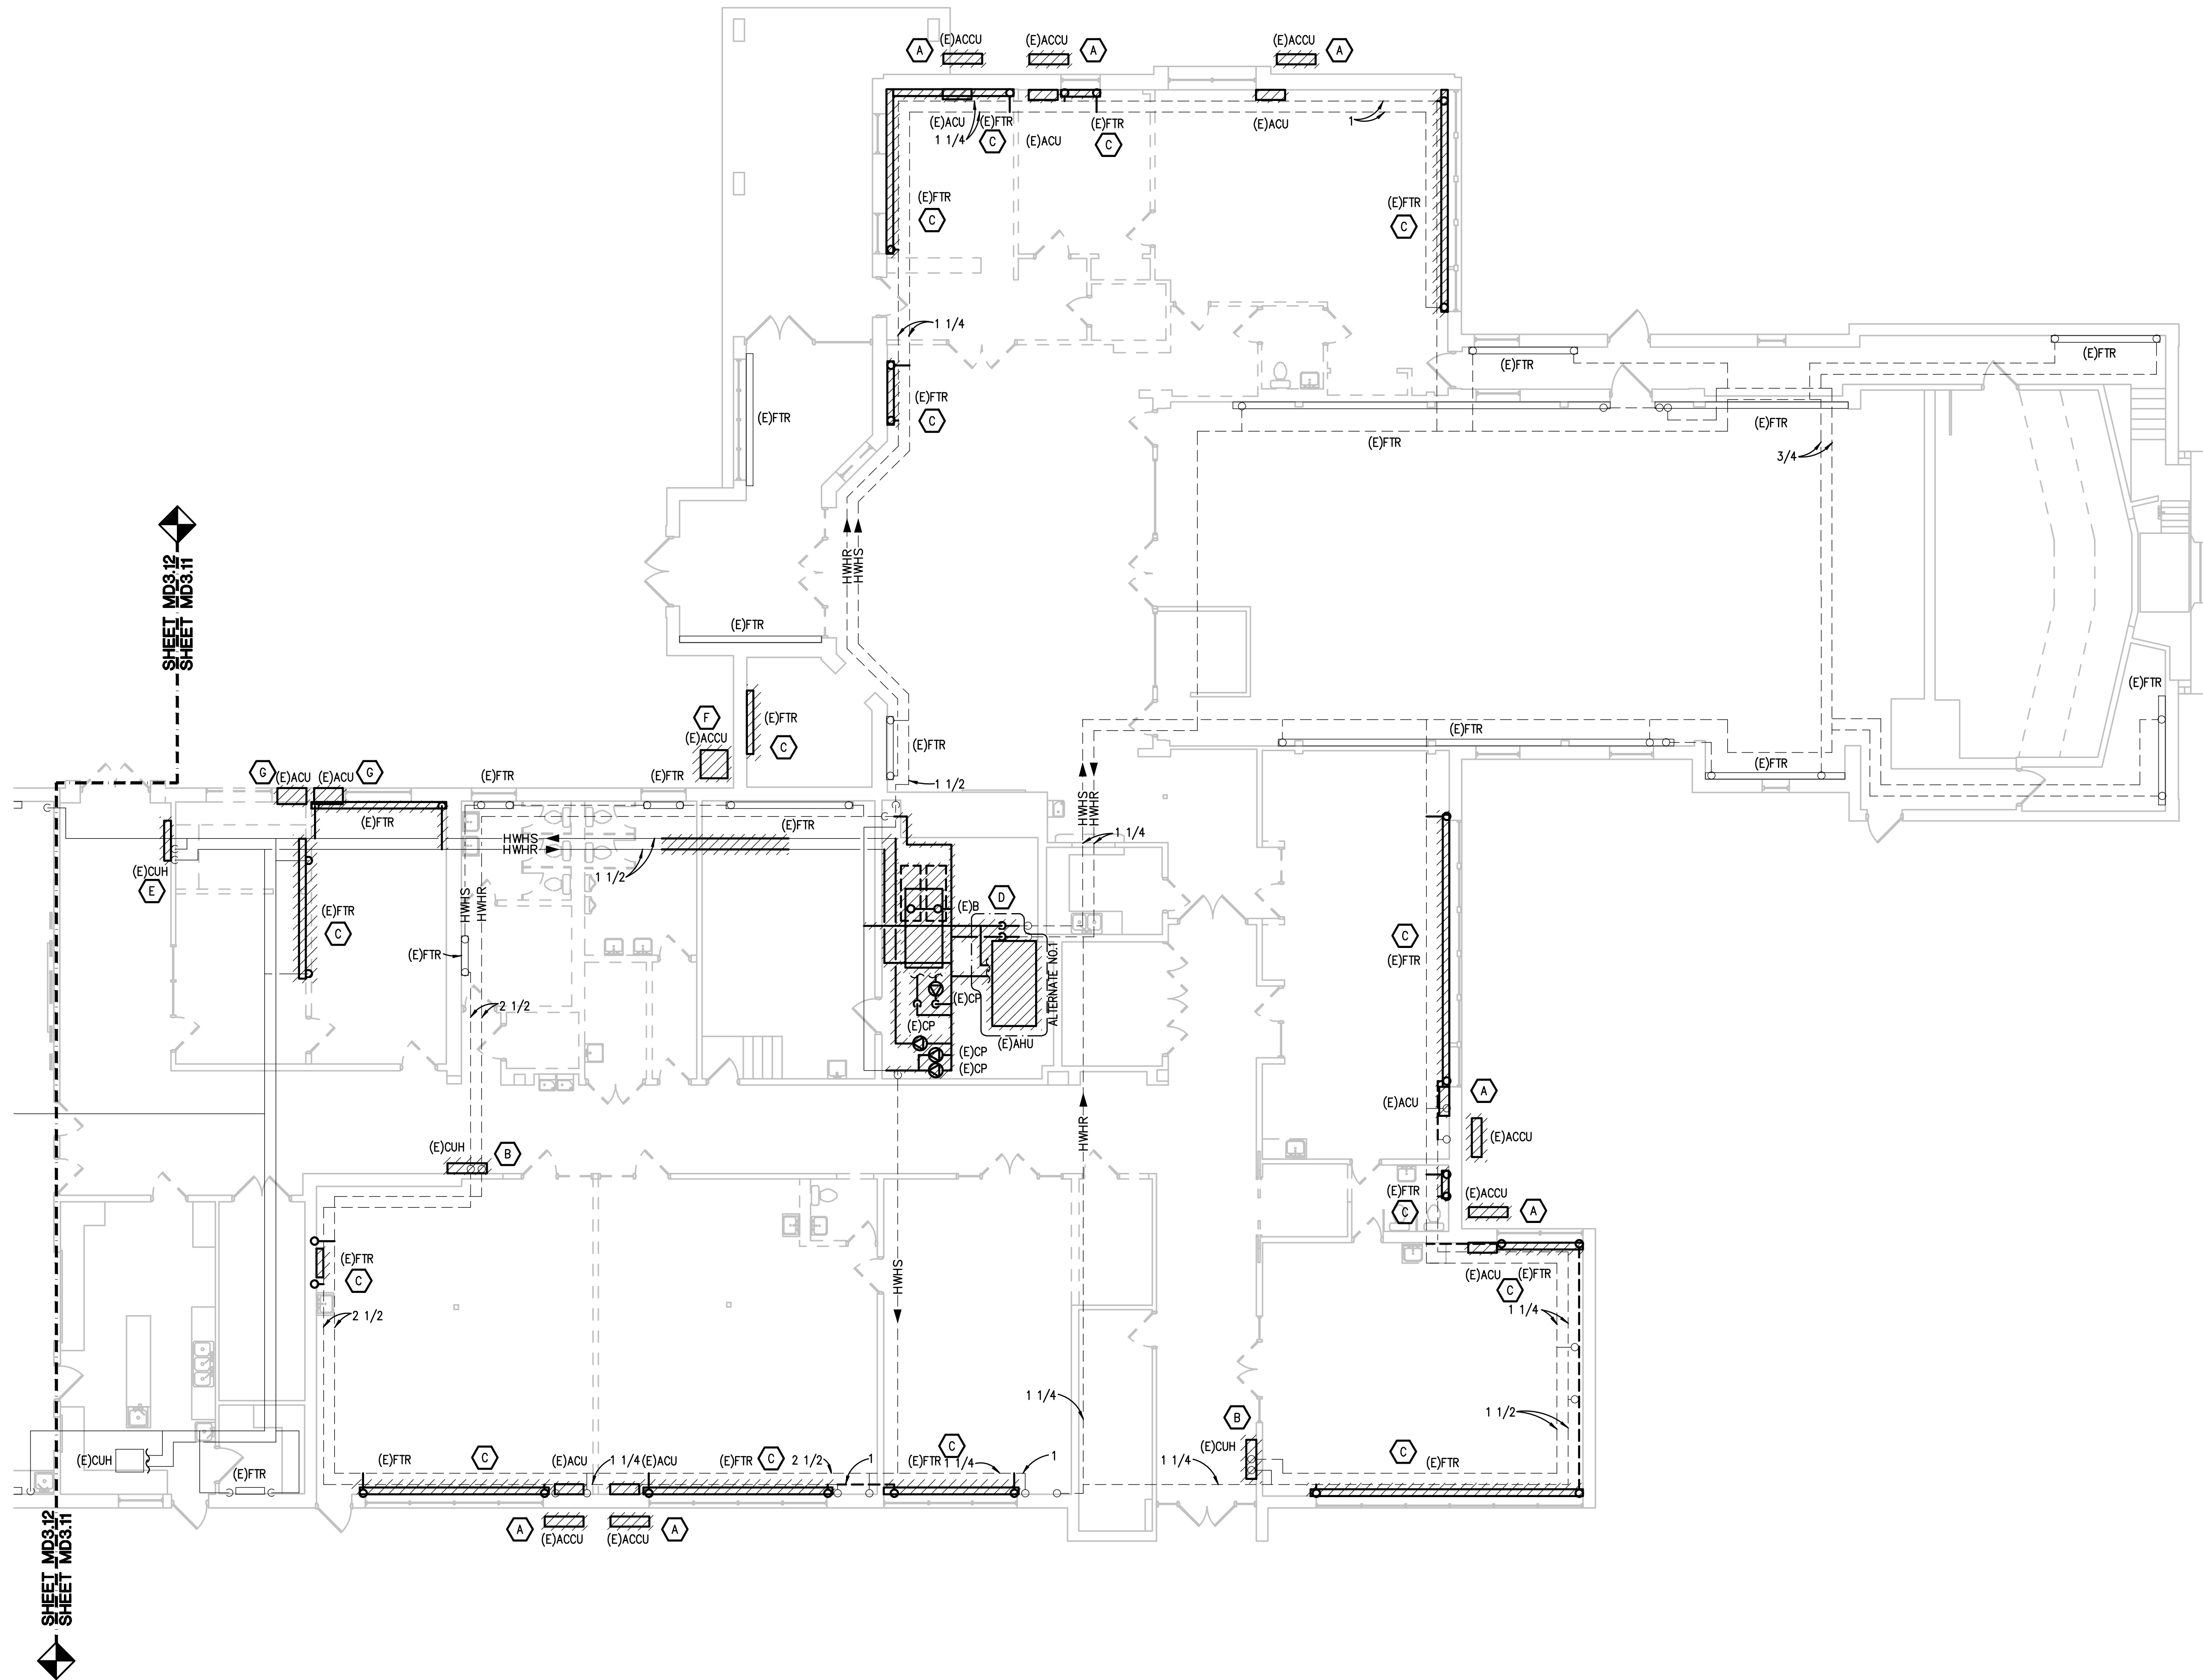 A
(E)ACCU
(E)ACCU
A
(E)ACCU
A
(E)ACU
(E)FTR
1 1/4
C
(E)ACU
(E)FTR
C
(E)ACU
1
(E)FTR
C
(E)FTR
C
1 1/4
(E)FTR
C
(E)FTR
(E)FTR
(E)FTR
(E)FTR
(E)FTR
3/4
HWHR
HWHS
SHEET MD3.12
SHEET MD3.11
(E)FTR
(E)FTR
F
(E)ACCU
(E)FTR
C
(E)FTR
1 1/2
HWHS
HWHR
(E)FTR
(E)FTR
G
(E)ACU
(E)ACU
G
(E)FTR
(E)FTR
(E)FTR
(E)FTR
HWHS
HWHR
1 1/2
1 1/4
(E)CUH
E
(E)FTR
C
HWHS
HWHR
(E)FTR
2 1/2
(E)B
D
ALTERNATE NO.1
(E)CP
(E)CP
(E)CP
(E)CP
(E)AHU
C
(E)FTR
(E)ACU
A
(E)ACCU
HWHR
(E)CUH
B
(E)FTR
C
(E)ACCU
A
(E)FTR
C
2 1/2
HWHS
(E)ACU
(E)FTR
C
1 1/4
1 1/4
1 1/2
B
(E)CUH
(E)CUH
(E)FTR
(E)FTR
C
(E)ACU
1 1/4
(E)ACU
(E)FTR
C
2 1/2
1
C
(E)FTR
1 1/4
1
1 1/4
C
(E)FTR
A
(E)ACCU
(E)ACCU
A
SHEET MD3.12
SHEET MD3.11